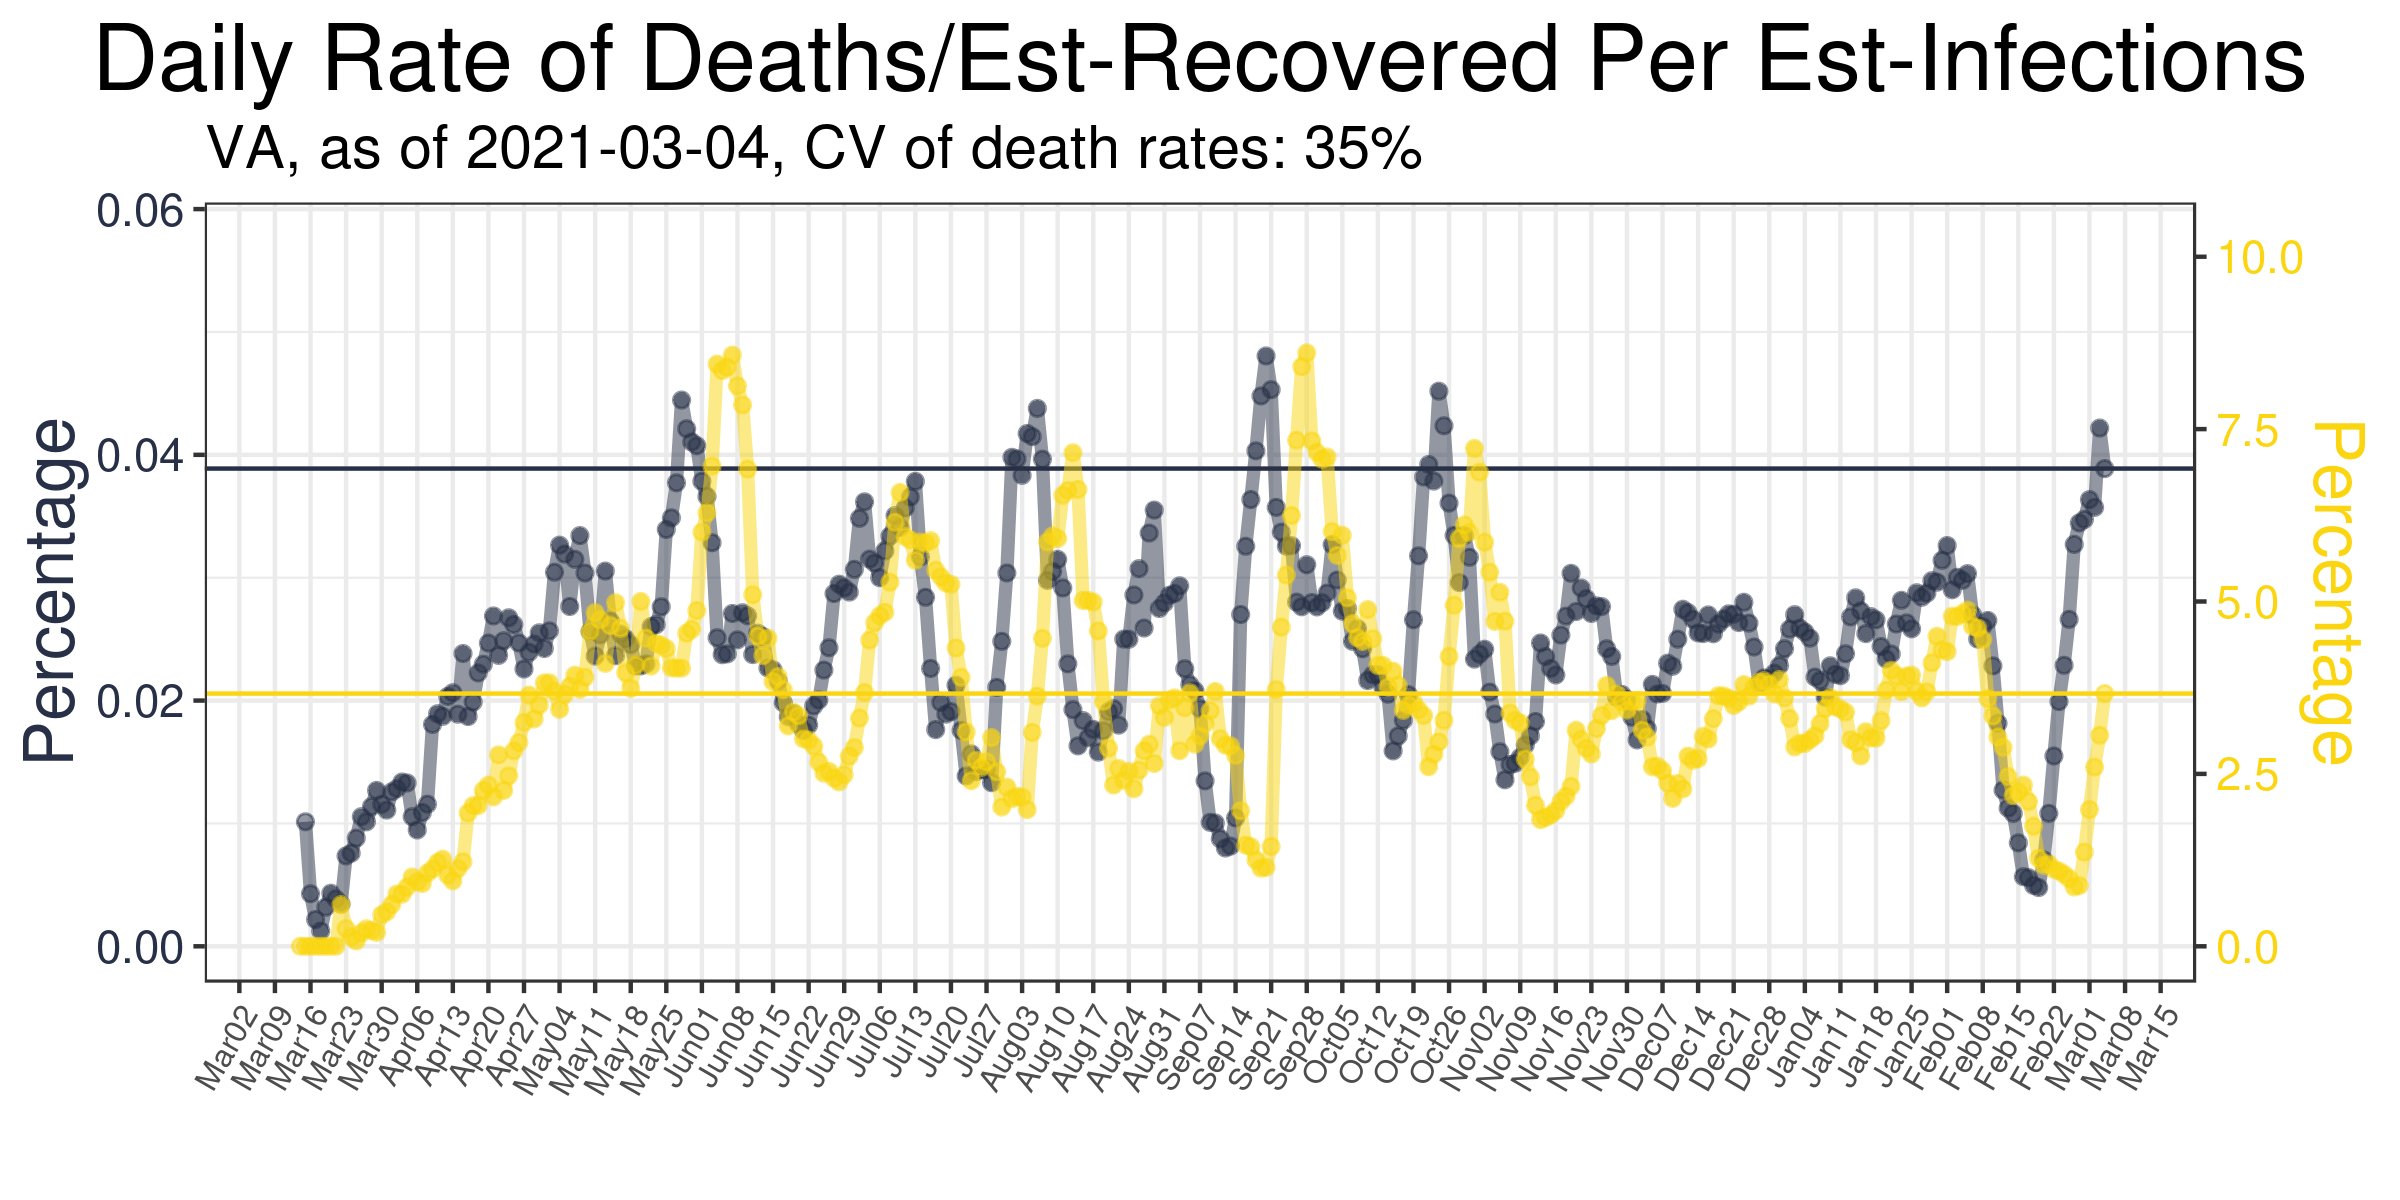 Daily Rate of Deaths/Est-Recovered Per Est-Infections
VA, as of 2021-03-04, CV of death rates: 35%
Percentage
0.06
0.04
0.02
0.00
10.0
7.5
5.0
2.5
0.0
Percentage
Mar02
Mar09
Mar16
Mar23
Mar30
Apr06
Apr13
Apr20
Apr27
May04
May11
May18
May25
Jun01
Jun08
Jun15
Jun22
Jun29
Jul06
Jul13
Jul20
Jul27
Aug03
Aug10
Aug17
Aug24
Aug31
Sep07
Sep14
Sep21
Sep28
Oct05
Oct12
Oct19
Oct26
Nov02
Nov09
Nov16
Nov23
Nov30
Dec07
Dec14
Dec21
Dec28
Jan04
Jan11
Jan18
Jan25
Feb01
Feb08
Feb15
Feb22
Mar01
Mar08
Mar15